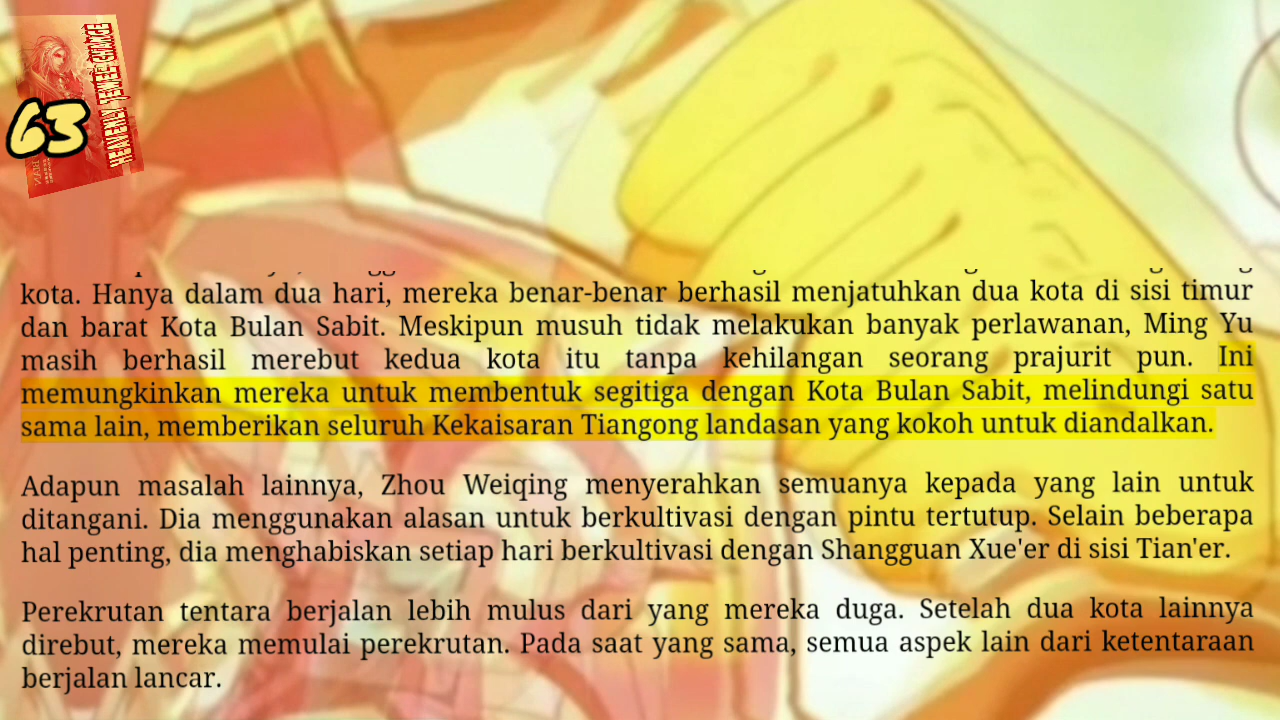 HEAVENLY JEWEL CHANGE
63
kota. Hanya dalam dua hari, mereka benar-benar berhasil menjatuhkan dua kota di sisi timur
dan barat Kota Bulan Sabit. Meskipun musuh tidak melakukan banyak perlawanan, Ming Yu
masih berhasil merebut kedua kota itu tanpa kehilangan seorang prajurit pun. Ini
memungkinkan mereka untuk membentuk segitiga dengan Kota Bulan Sabit, melindungi satu
sama lain, memberikan seluruh Kekaisaran Tiangong landasan yang kokoh untuk diandalkan.
Adapun masalah lainnya, Zhou Weiqing menyerahkan semuanya kepada yang lain untuk
ditangani. Dia menggunakan alasan untuk berkultivasi dengan pintu tertutup. Selain beberapa
hal penting, dia menghabiskan setiap hari berkultivasi dengan Shangguan Xue'er di sisi Tian'er.
Perekrutan tentara berjalan lebih mulus dari yang mereka duga. Setelah dua kota lainnya
direbut, mereka memulai perekrutan. Pada saat yang sama, semua aspek lain dari ketentaraan
berjalan lancar.